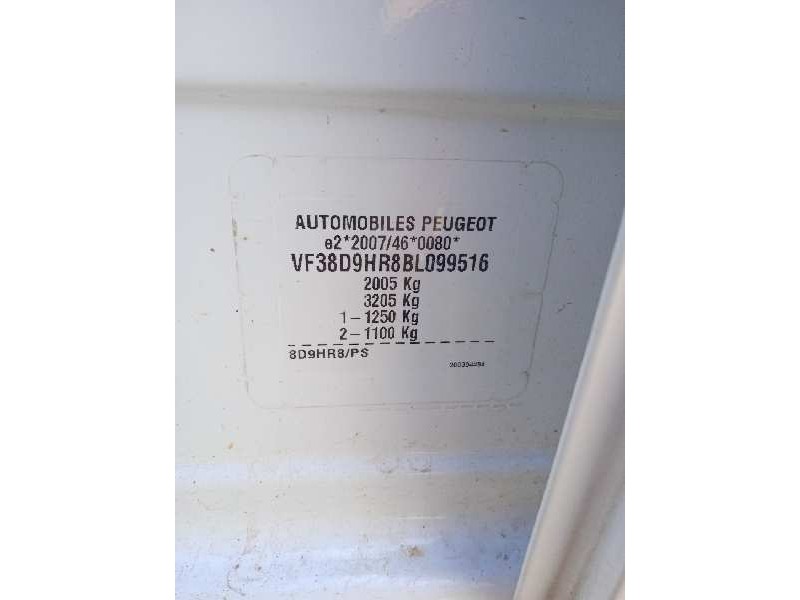 AUTOMOBILES PEUGEOT
e2*2007/46*0080*
VF38D9HR8BL099516
2005 Kg
3205 Kg
1-1250 Kg
2-1100 Kg
8D9HR8/PS